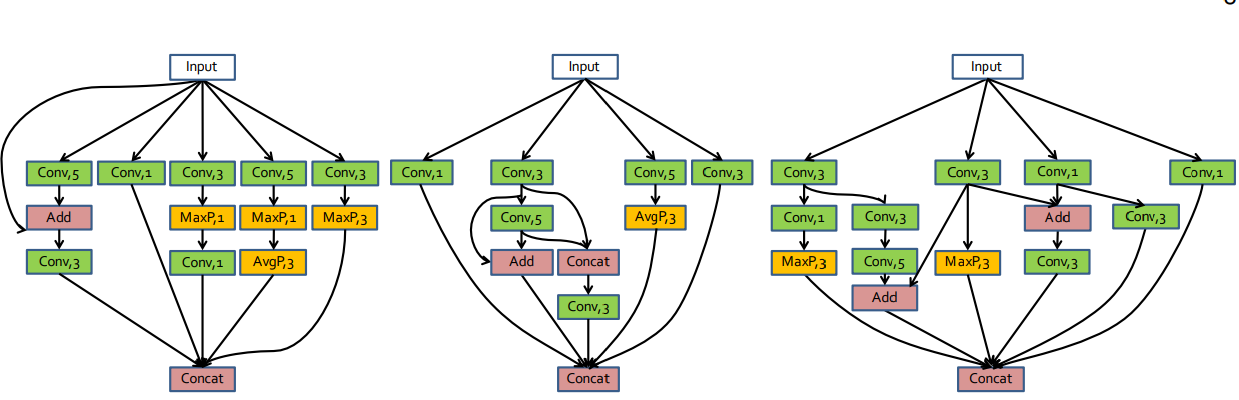 Input Input Input
Conv,5 Conv,1 Conv,3 Conv,5 Conv,3 Conv,1 Conv,3 Conv,5 Conv,3 Conv,3 Conv,3 Conv,1 Conv,1
Add MaxP,1 MaxP,1 MaxP,3 Conv,5 AvgP,3 Conv,1 Conv,3 Add Conv,3
Conv,3 Conv,1 AvgP,3 Add Concat MaxP,3 Conv,5 MaxP,3 Conv,3
Conv,3 Add
Concat Concat Concat